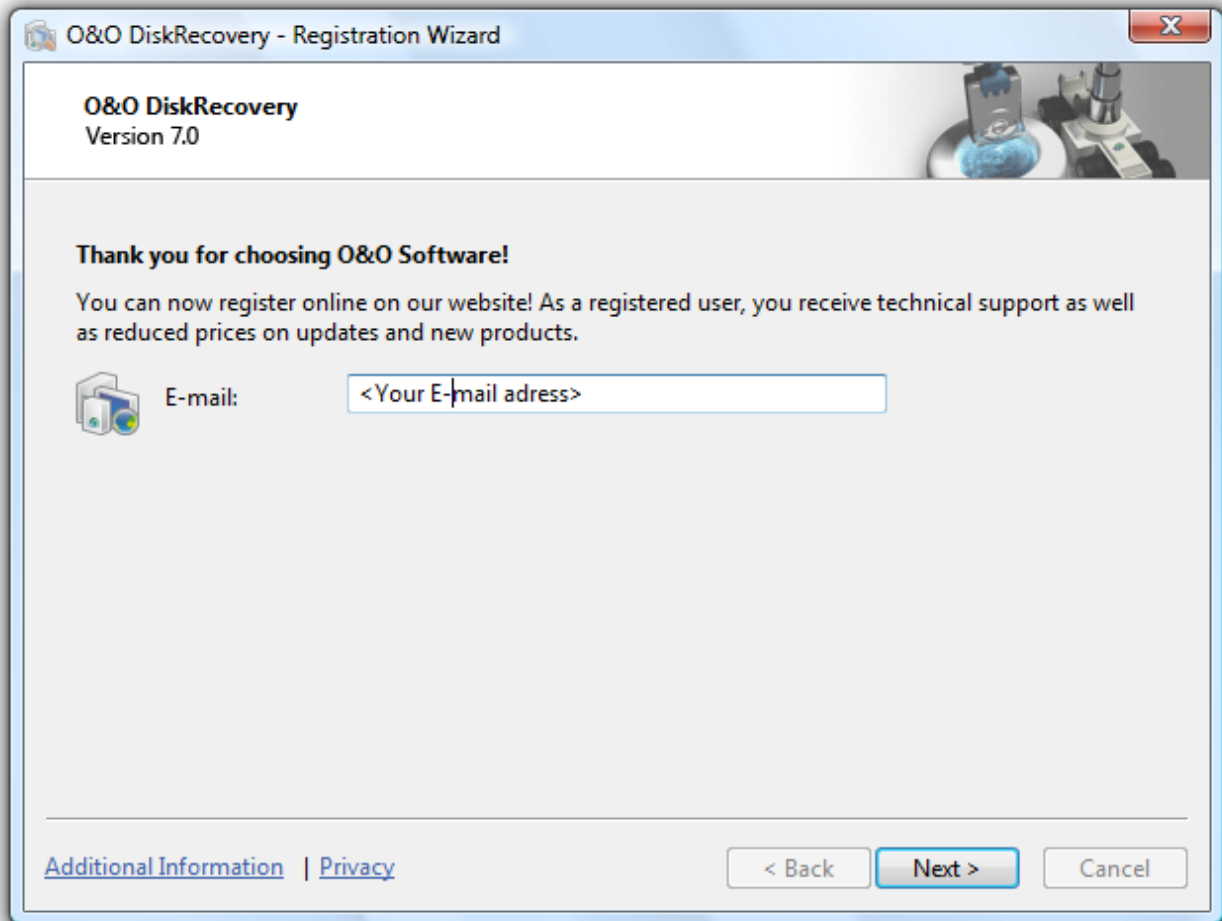 O&O DiskRecovery - Registration Wizard
X
O&O DiskRecovery
Version 7.0
Thank you for choosing O&O Software!
You can now register online on our website! As a registered user, you receive technical support as well
as reduced prices on updates and new products.
E-mail: <Your E-mail adress>
Additional Information | Privacy < Back Next > Cancel